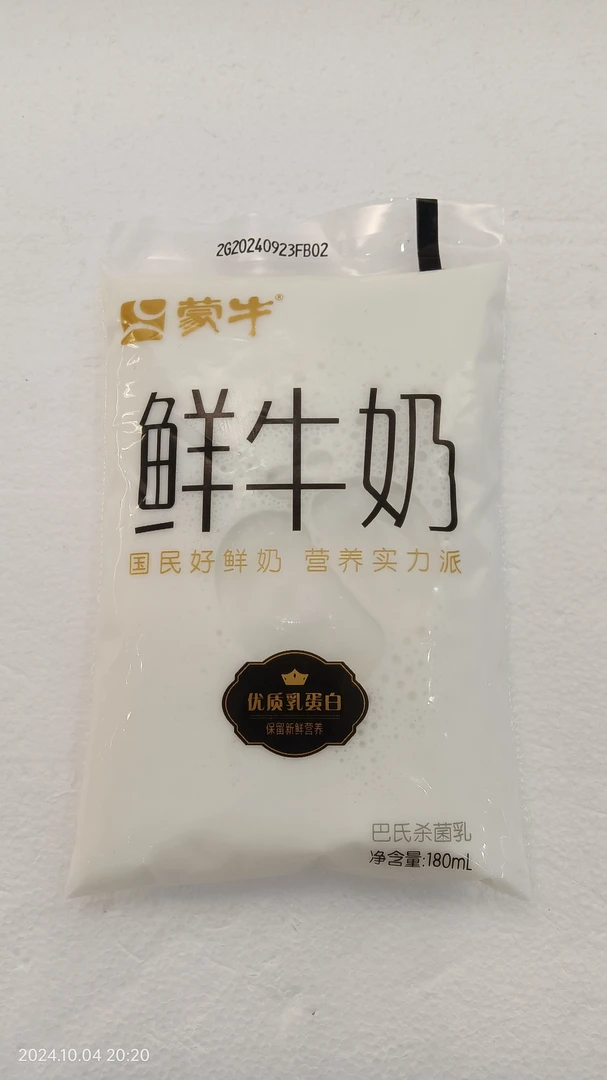 2G20240923FB02
蒙牛®
鲜牛奶
国民好鲜奶 营养实力派
优质乳蛋白
保留新鲜营养
巴氏杀菌乳
净含量:180mL
2024.10.04 20:20